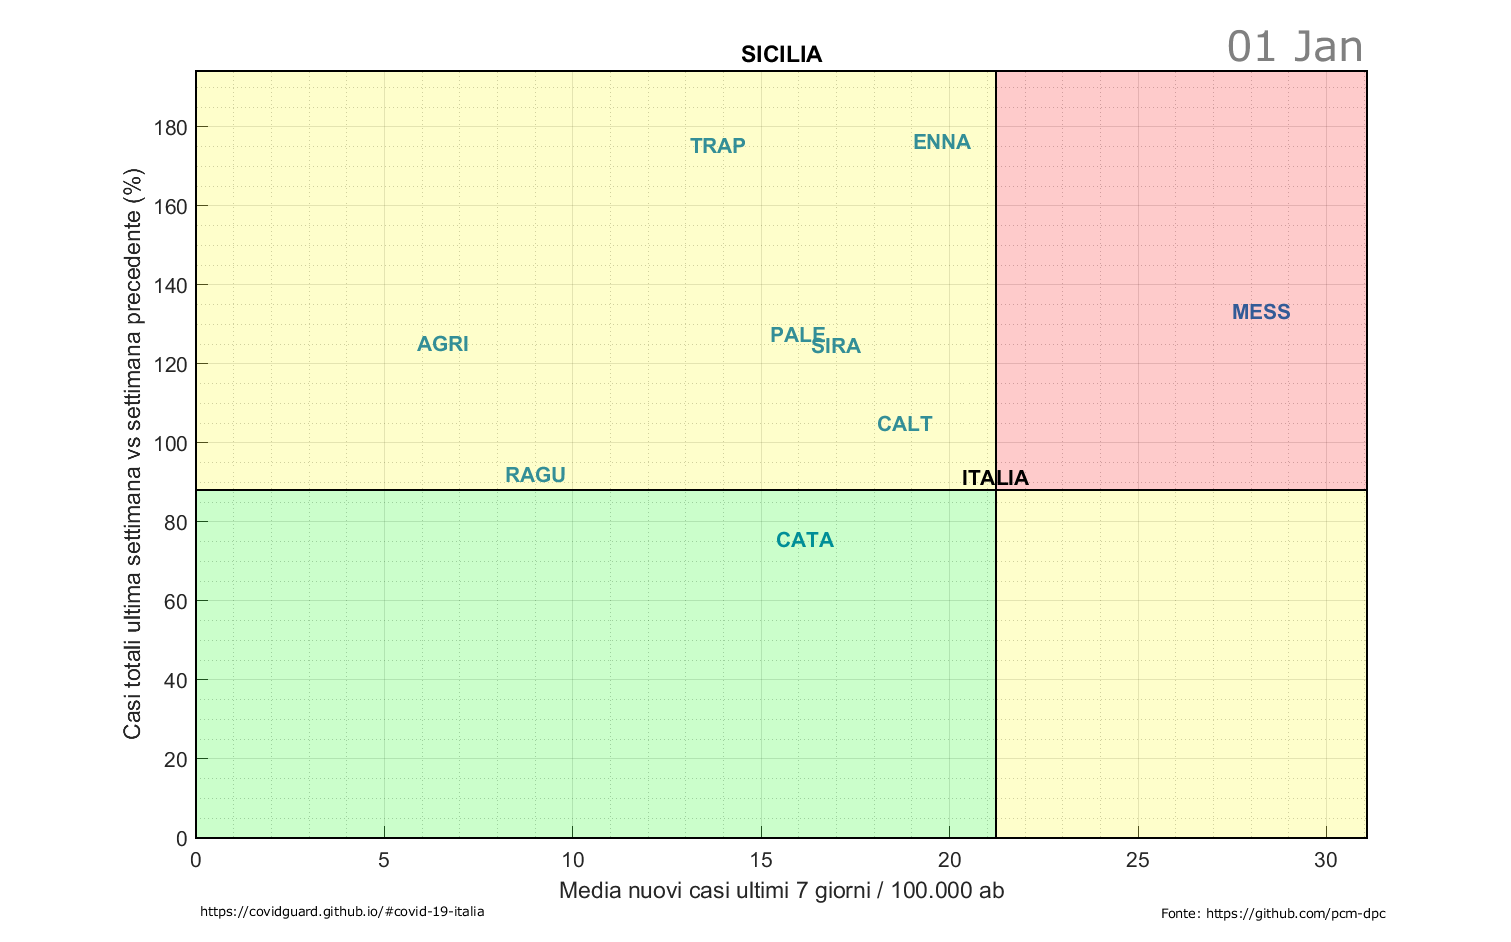 01 Jan
SICILIA
Casi totali ultima settimana vs settimana precedente (%)
180
160
140
120
100
80
60
40
20
0
TRAP
ENNA
MESS
PALE
AGRI
SIRA
CALT
RAGU
ITALIA
CATA
0 5 10 15 20 25 30
Media nuovi casi ultimi 7 giorni / 100.000 ab
https://covidguard.github.io/#covid-19-italia
Fonte: https://github.com/pcm-dpc